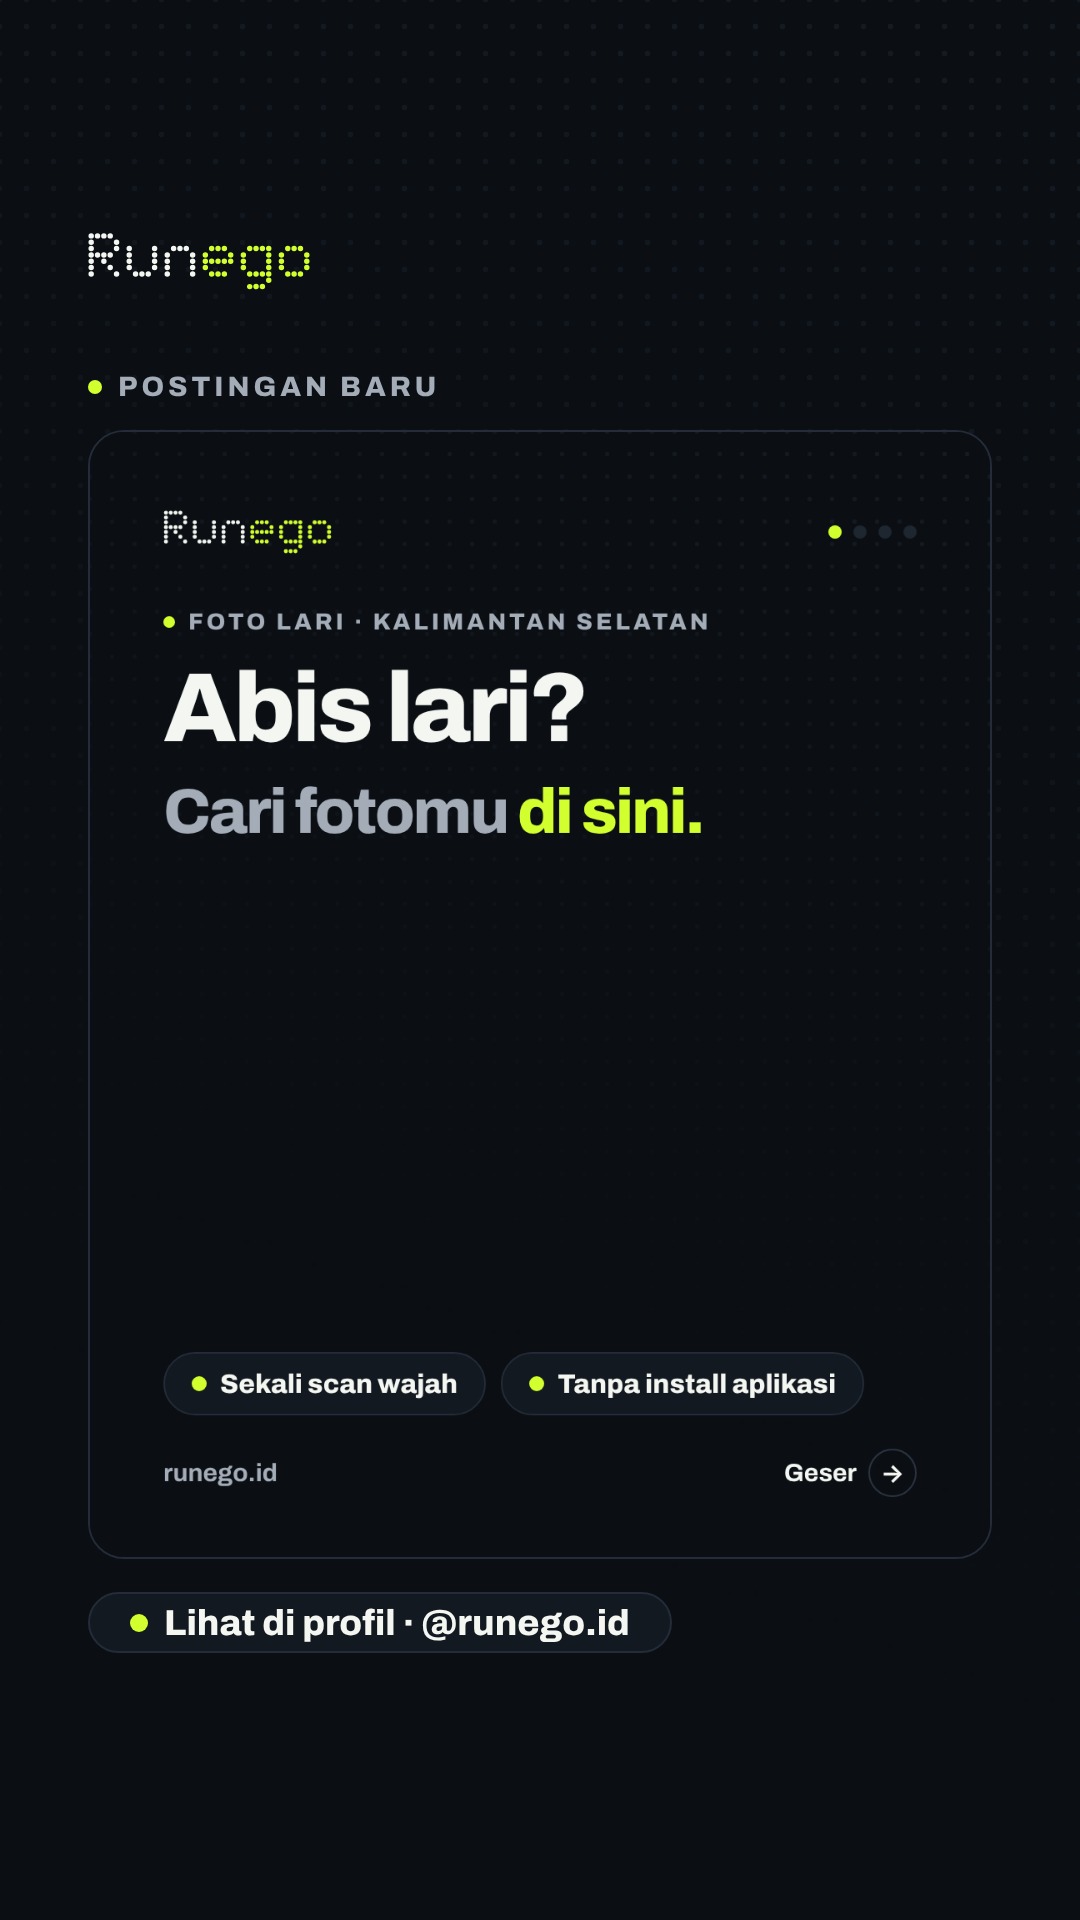 Runego
POSTINGAN BARU
Runego
FOTO LARI · KALIMANTAN SELATAN
Abis lari?
Cari fotomu di sini.
Sekali scan wajah
Tanpa install aplikasi
runego.id
Geser →
Lihat di profil · @runego.id